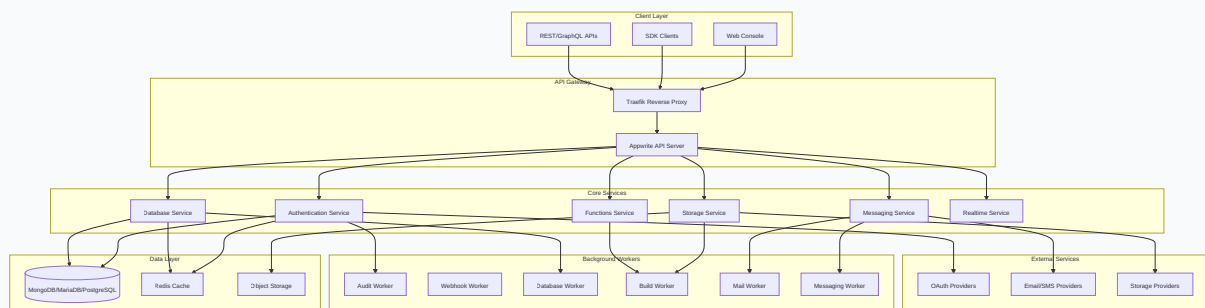 Client Layer
REST/GraphQL APIs
SDK Clients
Web Console
API Gateway
Traefik Reverse Proxy
Appwrite API Server
Core Services
Database Service
Authentication Service
Functions Service
Storage Service
Messaging Service
Realtime Service
Data Layer
MongoDB/MariaDB/PostgreSQL
Redis Cache
Object Storage
Background Workers
Audit Worker
Webhook Worker
Database Worker
Build Worker
Mail Worker
Messaging Worker
External Services
OAuth Providers
Email/SMS Providers
Storage Providers